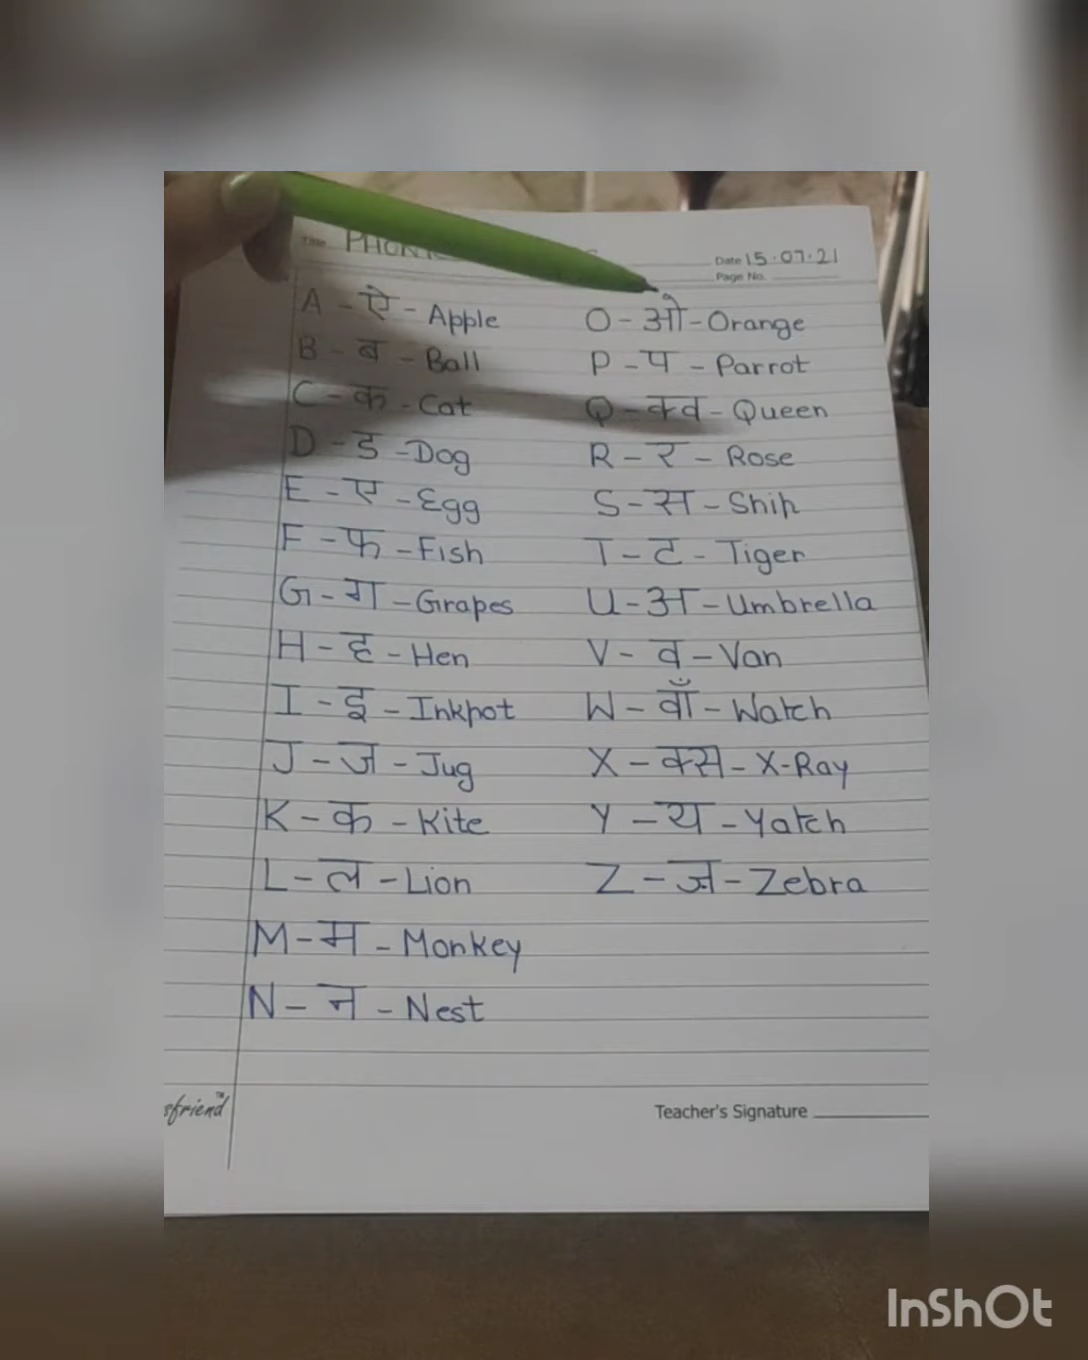 Title
Date 15.07.21
Page No.
A - ऐ - Apple
B - ब - Ball
C - क - Cat
D - ड - Dog
E - ए - Egg
F - फ - Fish
G - ग - Grapes
H - ह - Hen
I - इ - Inkpot
J - ज - Jug
K - क - Kite
L - ल - Lion
M - म - Monkey
N - न - Nest
O - ओ - Orange
P - प - Parrot
Q - क्व - Queen
R - र - Rose
S - स - Ship
T - ट - Tiger
U - अ - Umbrella
V - व - Van
W - वाँ - Watch
X - क्स - X-Ray
Y - य - Yatch
Z - ज़ - Zebra
Teacher's Signature
InShOt